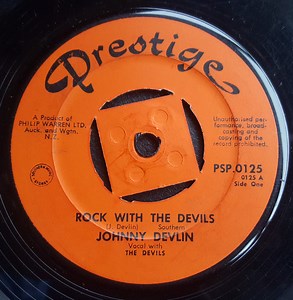 Prestige
A Product of
PHILIP WARREN LTD.
Auck. and Wgtn.
N.Z.
Unauthorised per-
formance, broad-
casting and
copying of the
record prohibited.
PSP.0125
0125 A
Side One
ROCK WITH THE DEVILS
(J. Devlin) Southern
JOHNNY DEVLIN
Vocal with
THE DEVILS